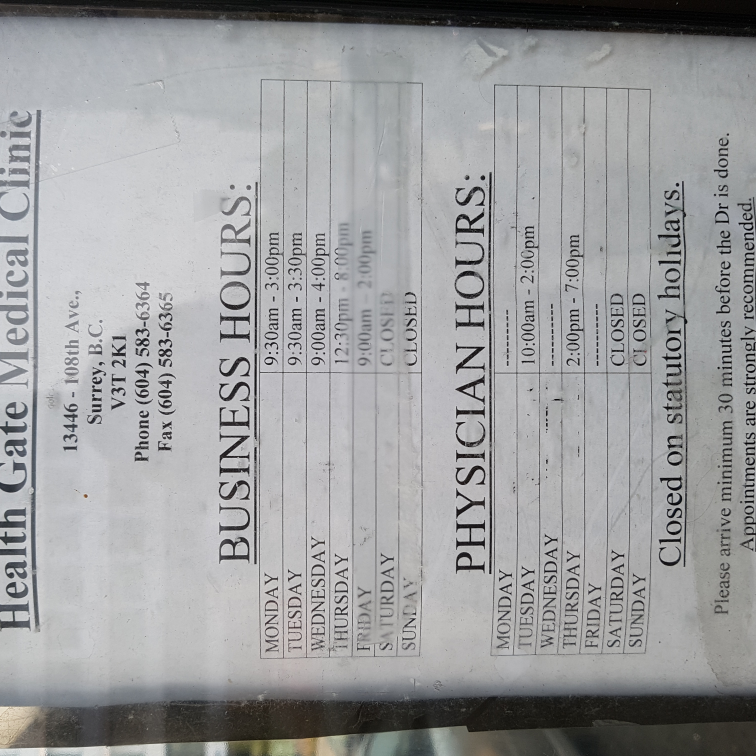 Health Gate Medical Clinic
13446 - 108th Ave.,
Surrey, B.C.
V3T 2K1
Phone (604) 583-6364
Fax (604) 583-6365
BUSINESS HOURS:
MONDAY 9:30am - 3:00pm
TUESDAY 9:30am - 3:30pm
WEDNESDAY 9:00am - 4:00pm
THURSDAY 12:30pm - 8:00pm
FRIDAY 9:00am - 2:00pm
SATURDAY CLOSED
SUNDAY CLOSED
PHYSICIAN HOURS:
MONDAY ---------
TUESDAY 10:00am - 2:00pm
WEDNESDAY ----------
THURSDAY 2:00pm - 7:00pm
FRIDAY ----------
SATURDAY CLOSED
SUNDAY CLOSED
Closed on statutory holidays.
Please arrive minimum 30 minutes before the Dr is done.
Appointments are strongly recommended.